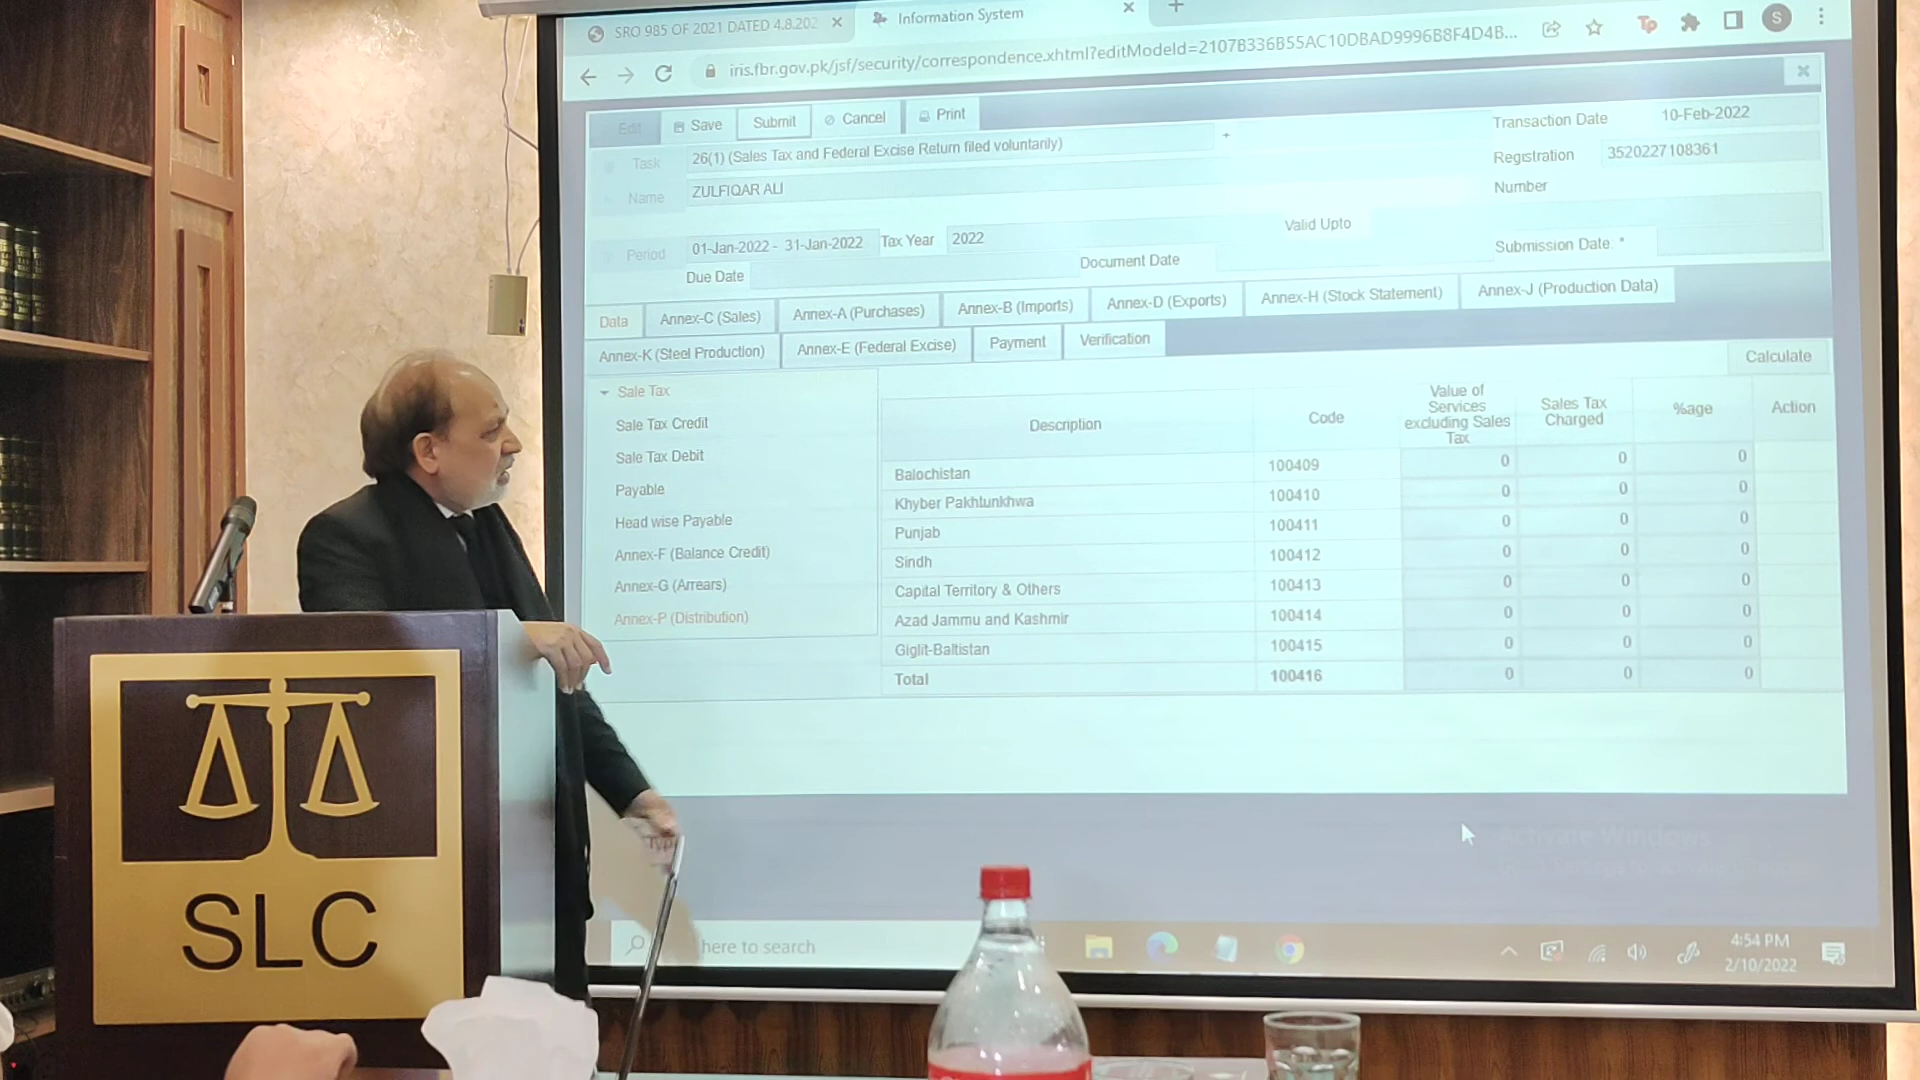 SRO 985 OF 2021 DATED 4.8.202
Information System
iris.fbr.gov.pk/jsf/security/correspondence.xhtml?editModeId=2107B336B55AC10DBAD9996B8F4D4B...
S
Edit Save Submit Cancel Print
Transaction Date 10-Feb-2022
Task 26(1) (Sales Tax and Federal Excise Return filed voluntarily) +
Registration Number 3520227108361
Name ZULFIQAR ALI
Period 01-Jan-2022 - 31-Jan-2022 Tax Year 2022 Valid Upto
Due Date Document Date Submission Date *
Data Annex-C (Sales) Annex-A (Purchases) Annex-B (Imports) Annex-D (Exports) Annex-H (Stock Statement) Annex-J (Production Data)
Annex-K (Steel Production) Annex-E (Federal Excise) Payment Verification
Calculate
Sale Tax
Sale Tax Credit
Sale Tax Debit
Payable
Head wise Payable
Annex-F (Balance Credit)
Annex-G (Arrears)
Annex-P (Distribution)
Description Code Value of Services excluding Sales Tax Sales Tax Charged %age Action
Balochistan 100409 0 0 0
Khyber Pakhtunkhwa 100410 0 0 0
Punjab 100411 0 0 0
Sindh 100412 0 0 0
Capital Territory & Others 100413 0 0 0
Azad Jammu and Kashmir 100414 0 0 0
Giglit-Baltistan 100415 0 0 0
Total 100416 0 0 0
Activate Windows
Typ here to search
4:54 PM
2/10/2022
SLC